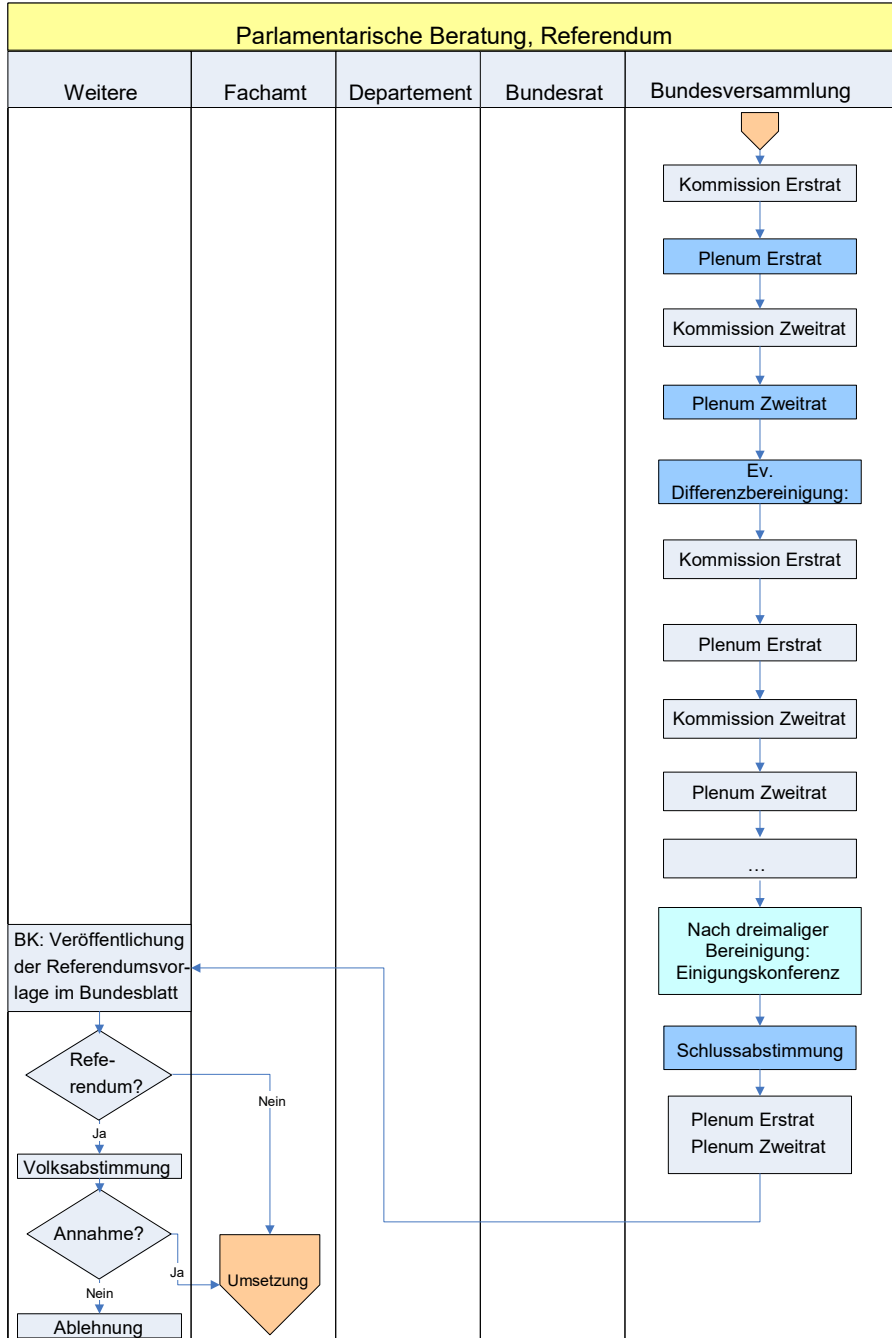 Parlamentarische Beratung, Referendum
Weitere
Fachamt
Departement
Bundesrat
Bundesversammlung
Kommission Erstrat
Plenum Erstrat
Kommission Zweitrat
Plenum Zweitrat
Ev.
Differenzbereinigung:
Kommission Erstrat
Plenum Erstrat
Kommission Zweitrat
Plenum Zweitrat
…
Nach dreimaliger
Bereinigung:
Einigungskonferenz
Schlussabstimmung
Plenum Erstrat
Plenum Zweitrat
BK: Veröffentlichung
der Referendumsvor-
lage im Bundesblatt
Refe-
rendum?
Nein
Ja
Volksabstimmung
Annahme?
Ja
Umsetzung
Nein
Ablehnung